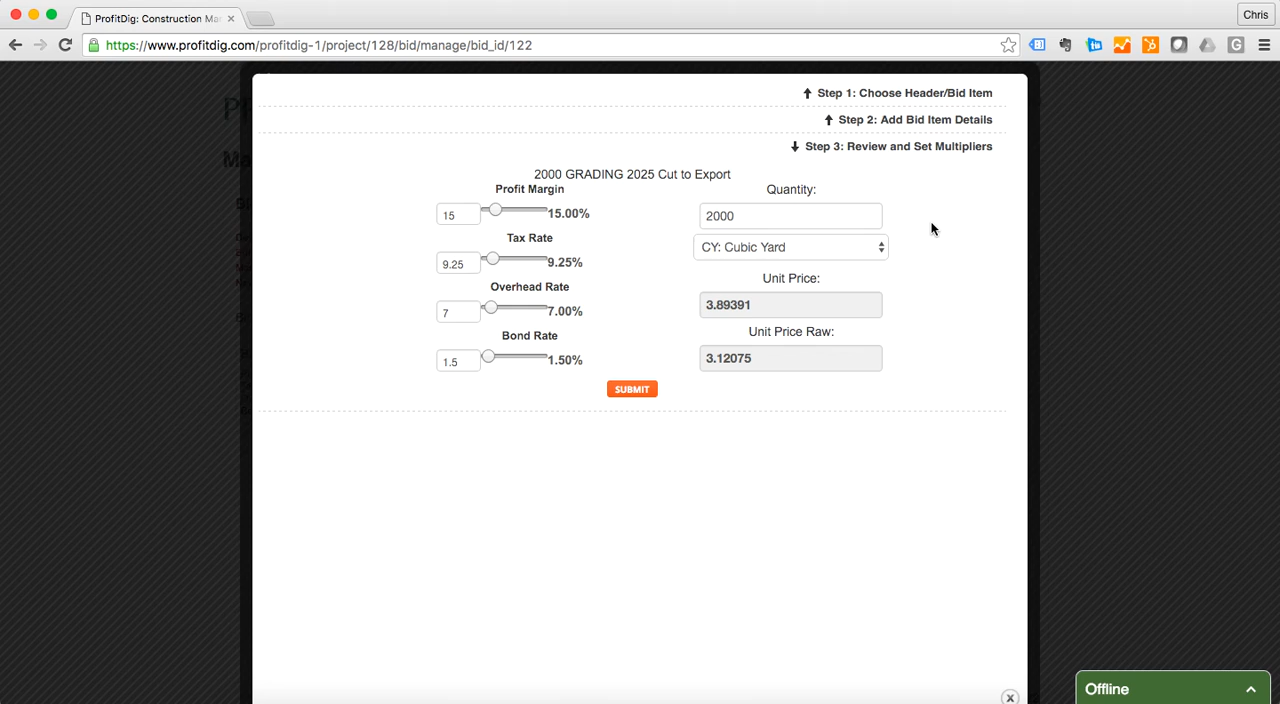 ProfitDig: Construction Ma
Chris
https://www.profitdig.com/profitdig-1/project/128/bid/manage/bid_id/122
Step 1: Choose Header/Bid Item
Step 2: Add Bid Item Details
Step 3: Review and Set Multipliers
2000 GRADING 2025 Cut to Export
Profit Margin
15
15.00%
Tax Rate
9.25
9.25%
Overhead Rate
7
7.00%
Bond Rate
1.5
1.50%
Quantity:
2000
CY: Cubic Yard
Unit Price:
3.89391
Unit Price Raw:
3.12075
SUBMIT
Offline